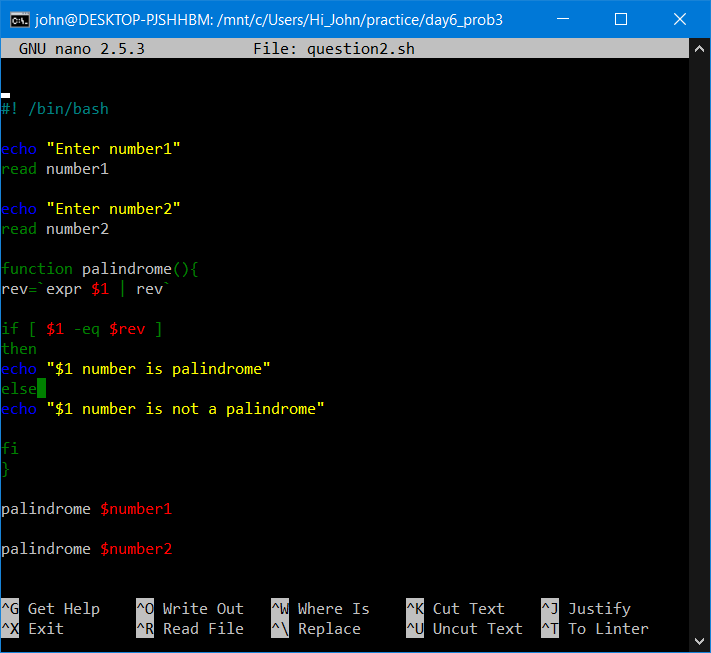 john@DESKTOP-PJSHHBM: /mnt/c/Users/Hi_John/practice/day6_prob3
GNU nano 2.5.3 File: question2.sh
#! /bin/bash
echo "Enter number1"
read number1
echo "Enter number2"
read number2
function palindrome(){
rev=`expr $1 | rev`
if [ $1 -eq $rev ]
then
echo "$1 number is palindrome"
else
echo "$1 number is not a palindrome"
fi
}
palindrome $number1
palindrome $number2
^G Get Help ^O Write Out ^W Where Is ^K Cut Text ^J Justify
^X Exit ^R Read File ^\ Replace ^U Uncut Text ^T To Linter